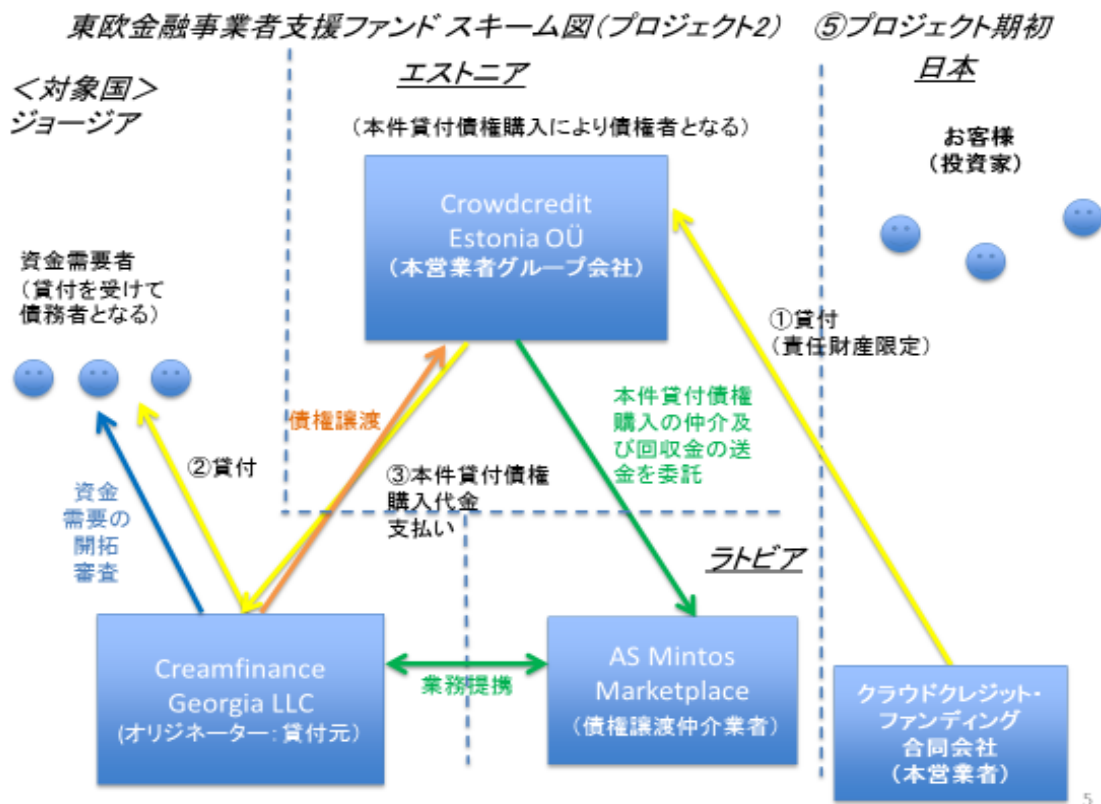 東欧金融事業者支援ファンド スキーム図(プロジェクト2) ⑤プロジェクト期初
<対象国>
ジョージア
エストニア
日本
(本件貸付債権購入により債権者となる)
お客様
(投資家)
Crowdcredit
Estonia OÜ
(本営業者グループ会社)
資金需要者
(貸付を受けて
債務者となる)
①貸付
(責任財産限定)
債権譲渡
本件貸付債権
購入の仲介及
び回収金の送
金を委託
②貸付
③本件貸付債権
購入代金
支払い
資金
需要の
開拓
審査
ラトビア
Creamfinance
Georgia LLC
(オリジネーター:貸付元)
業務提携
AS Mintos
Marketplace
(債権譲渡仲介業者)
クラウドクレジット・
ファンディング
合同会社
(本営業者)
5